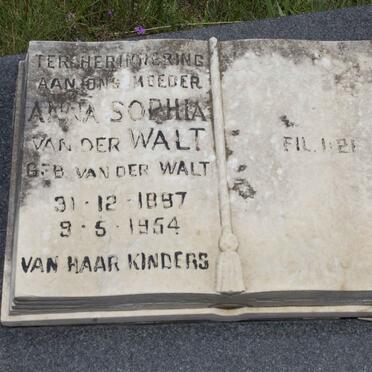 TER HERINNERING
AAN ONS MOEDER
ANNA SOPHIA
VAN DER WALT
GEB. VAN DER WALT
31 - 12 - 1887
9 - 5 - 1954
VAN HAAR KINDERS
FIL. 1:21